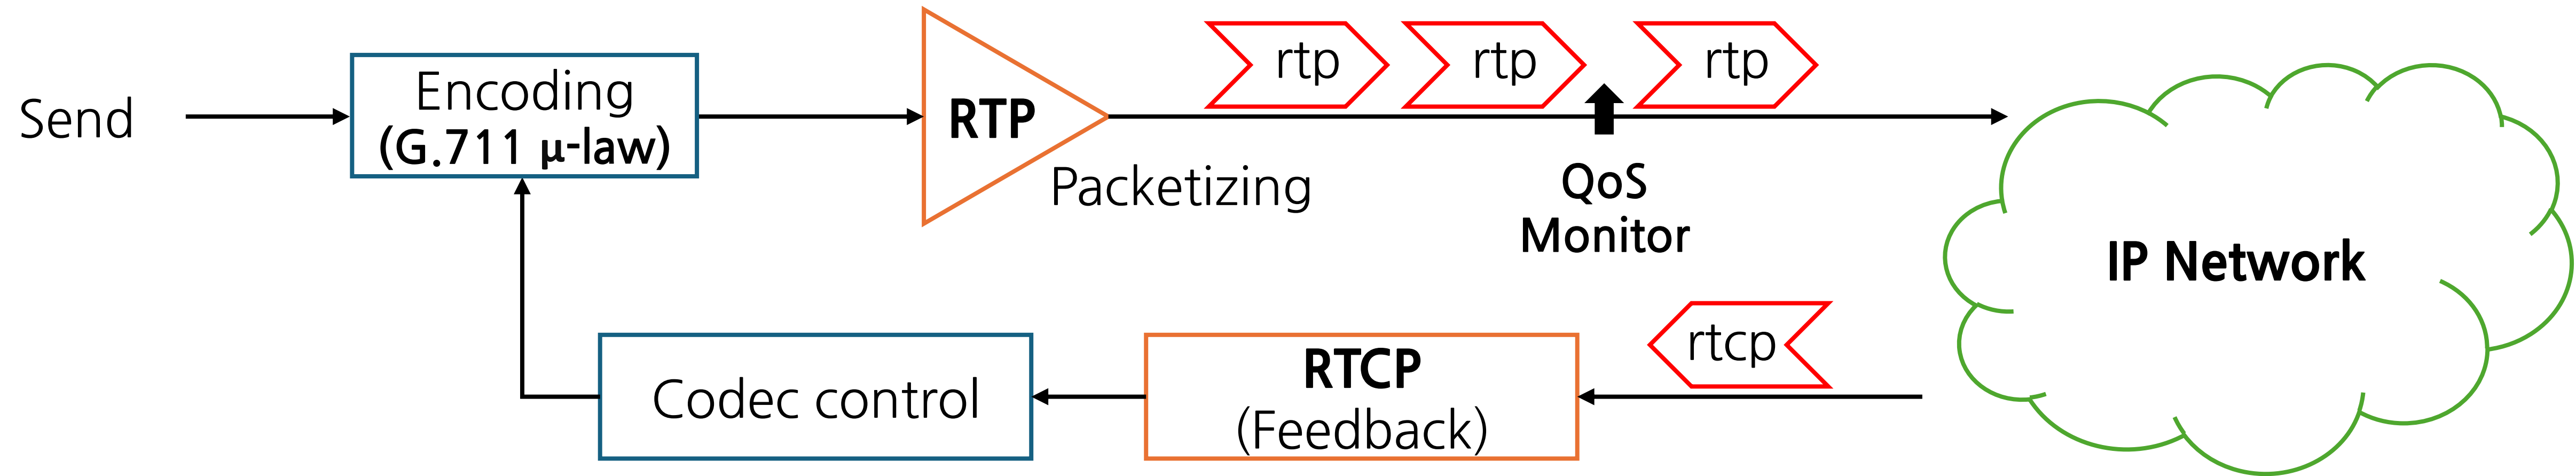 rtp
rtp
rtp
Send
Encoding
(G.711 μ-law)
RTP
Packetizing
QoS
Monitor
IP Network
rtcp
RTCP
(Feedback)
Codec control